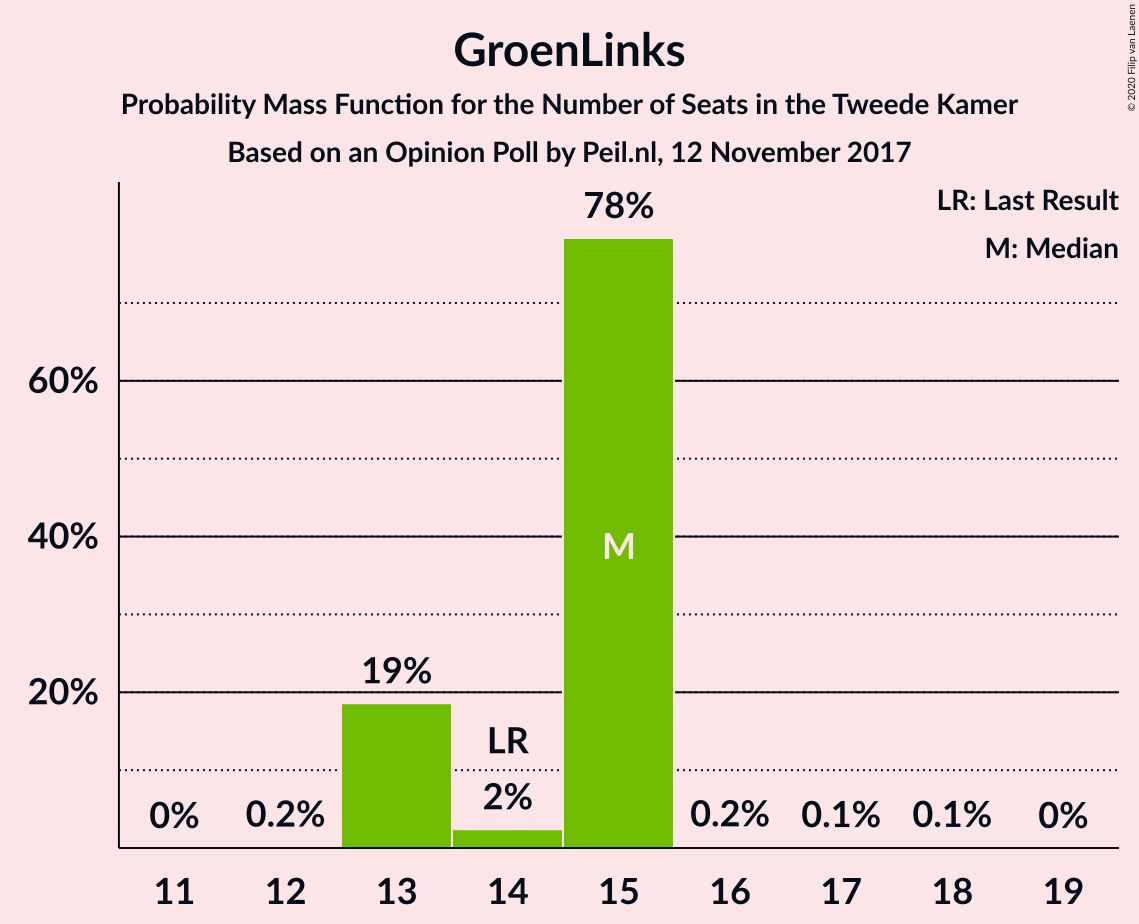 GroenLinks
Probability Mass Function for the Number of Seats in the Tweede Kamer
Based on an Opinion Poll by Peil.nl, 12 November 2017
© 2020 Filip van Laenen
LR: Last Result
M: Median
78%
60%
40%
M
20%
19%
LR
2%
0%
0.2%
0.2%
0.1%
0.1%
0%
11 12 13 14 15 16 17 18 19